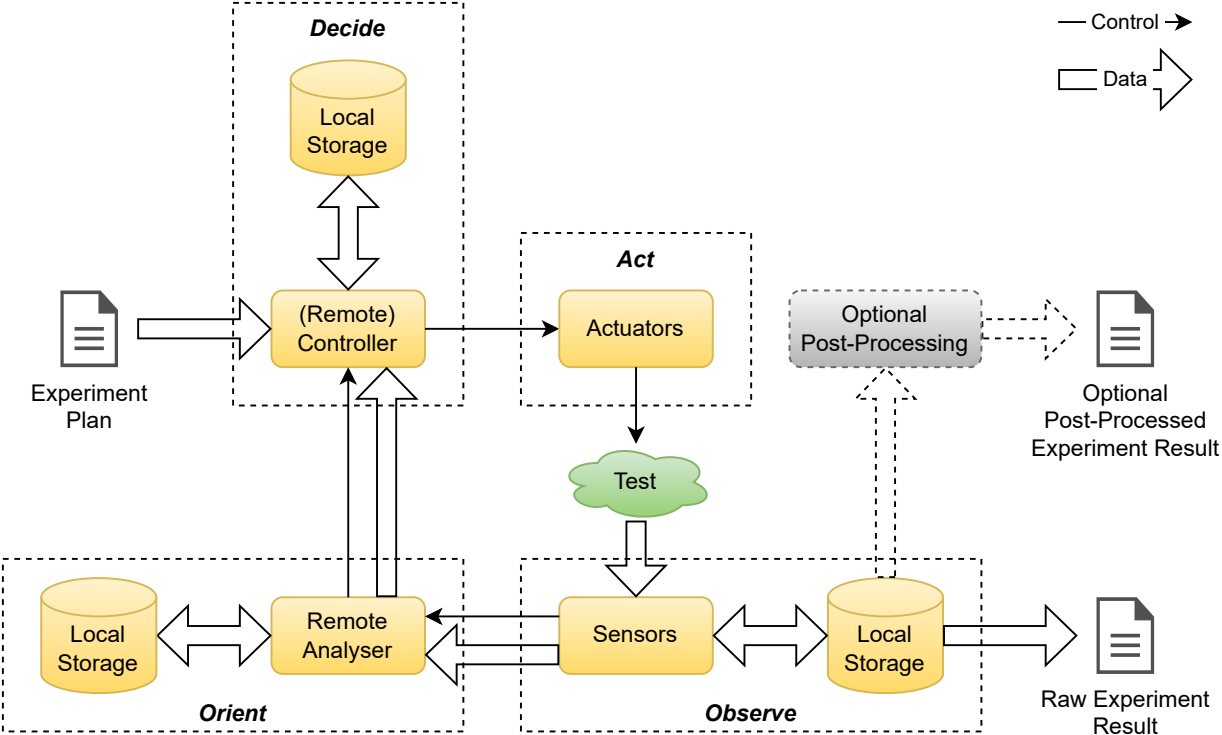 Decide
Control
Data
Local
Storage
Act
(Remote)
Controller
Actuators
Optional
Post-Processing
Experiment
Plan
Optional
Post-Processed
Experiment Result
Test
Local
Storage
Remote
Analyser
Sensors
Local
Storage
Orient
Observe
Raw Experiment
Result